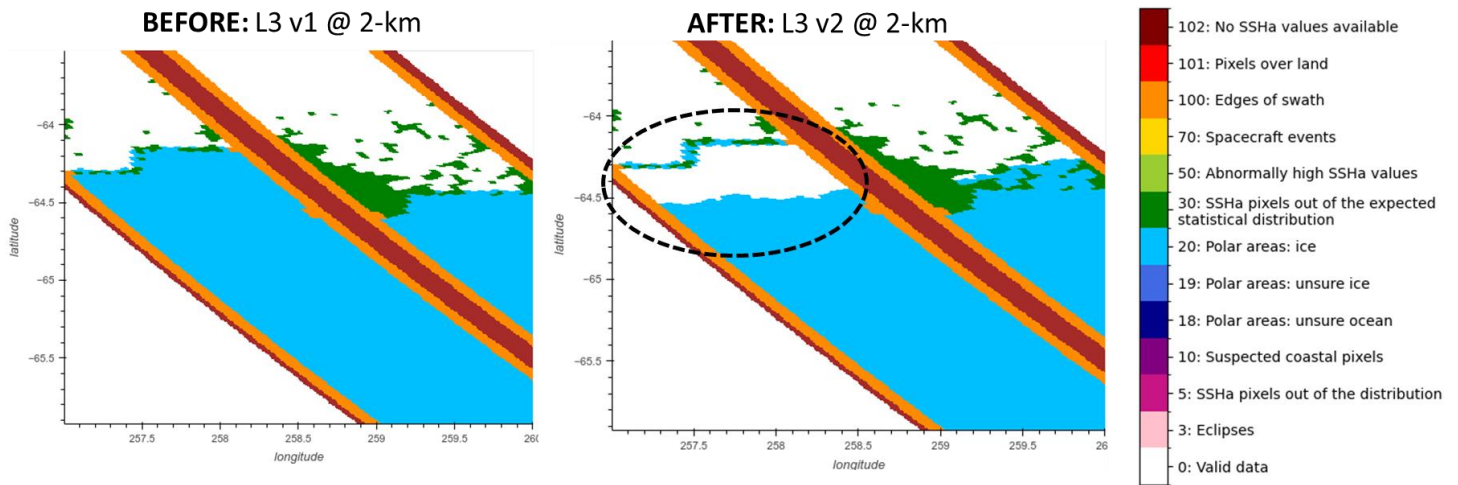 BEFORE: L3 v1 @ 2-km
AFTER: L3 v2 @ 2-km
latitude
−64
−64.5
−65
−65.5
257.5
258
258.5
259
259.5
260
longitude
latitude
−64
−64.5
−65
−65.5
257.5
258
258.5
259
259.5
26
longitude
102: No SSHa values available
101: Pixels over land
100: Edges of swath
70: Spacecraft events
50: Abnormally high SSHa values
30: SSHa pixels out of the expected
statistical distribution
20: Polar areas: ice
19: Polar areas: unsure ice
18: Polar areas: unsure ocean
10: Suspected coastal pixels
5: SSHa pixels out of the distribution
3: Eclipses
0: Valid data